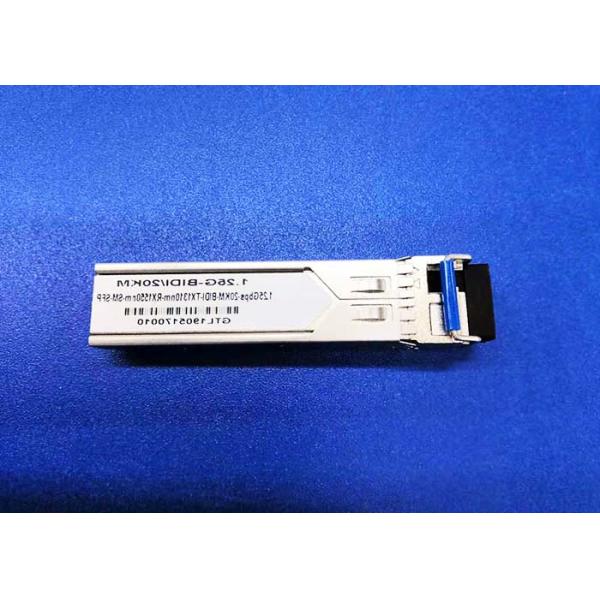 1.25G-BIDI/20KM
1.25Gbps-20KM-BIDI-TX1310nm-RX1550nm-SM-SFP
GTL1905170010